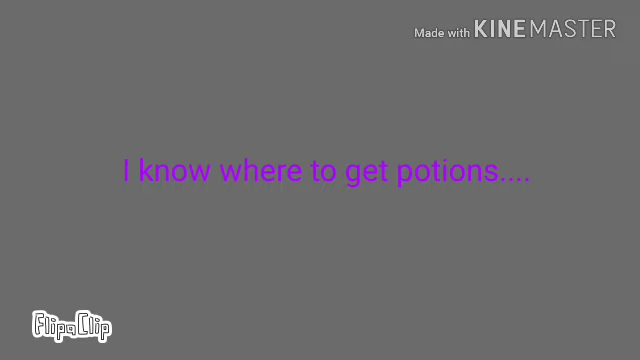 Made with KINEMASTER
I know where to get potions....
FlipaClip